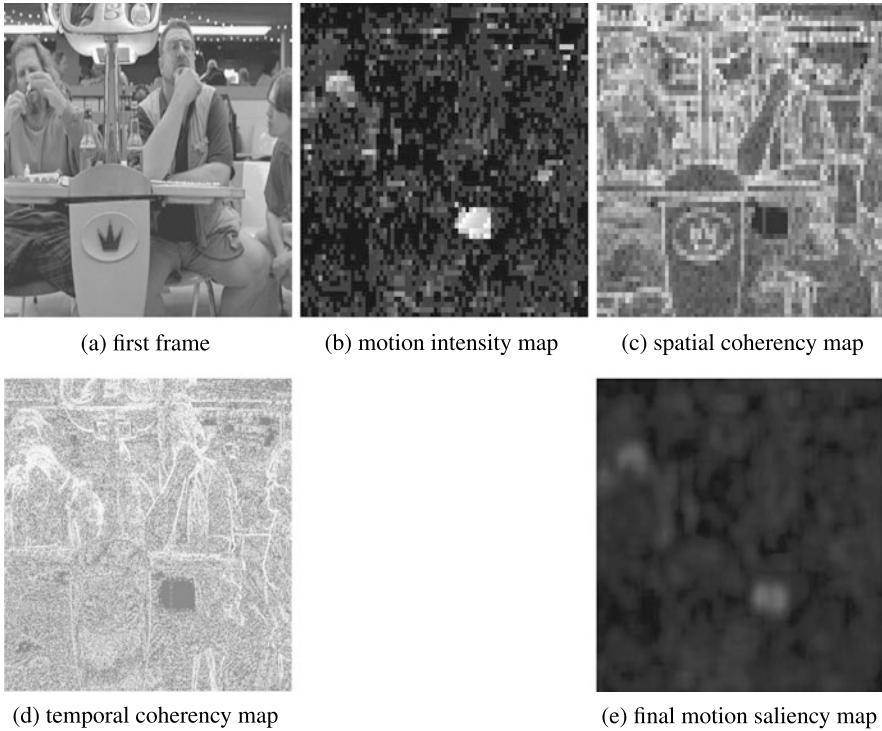 (a) first frame
(b) motion intensity map
(c) spatial coherency map
(d) temporal coherency map
(e) final motion saliency map